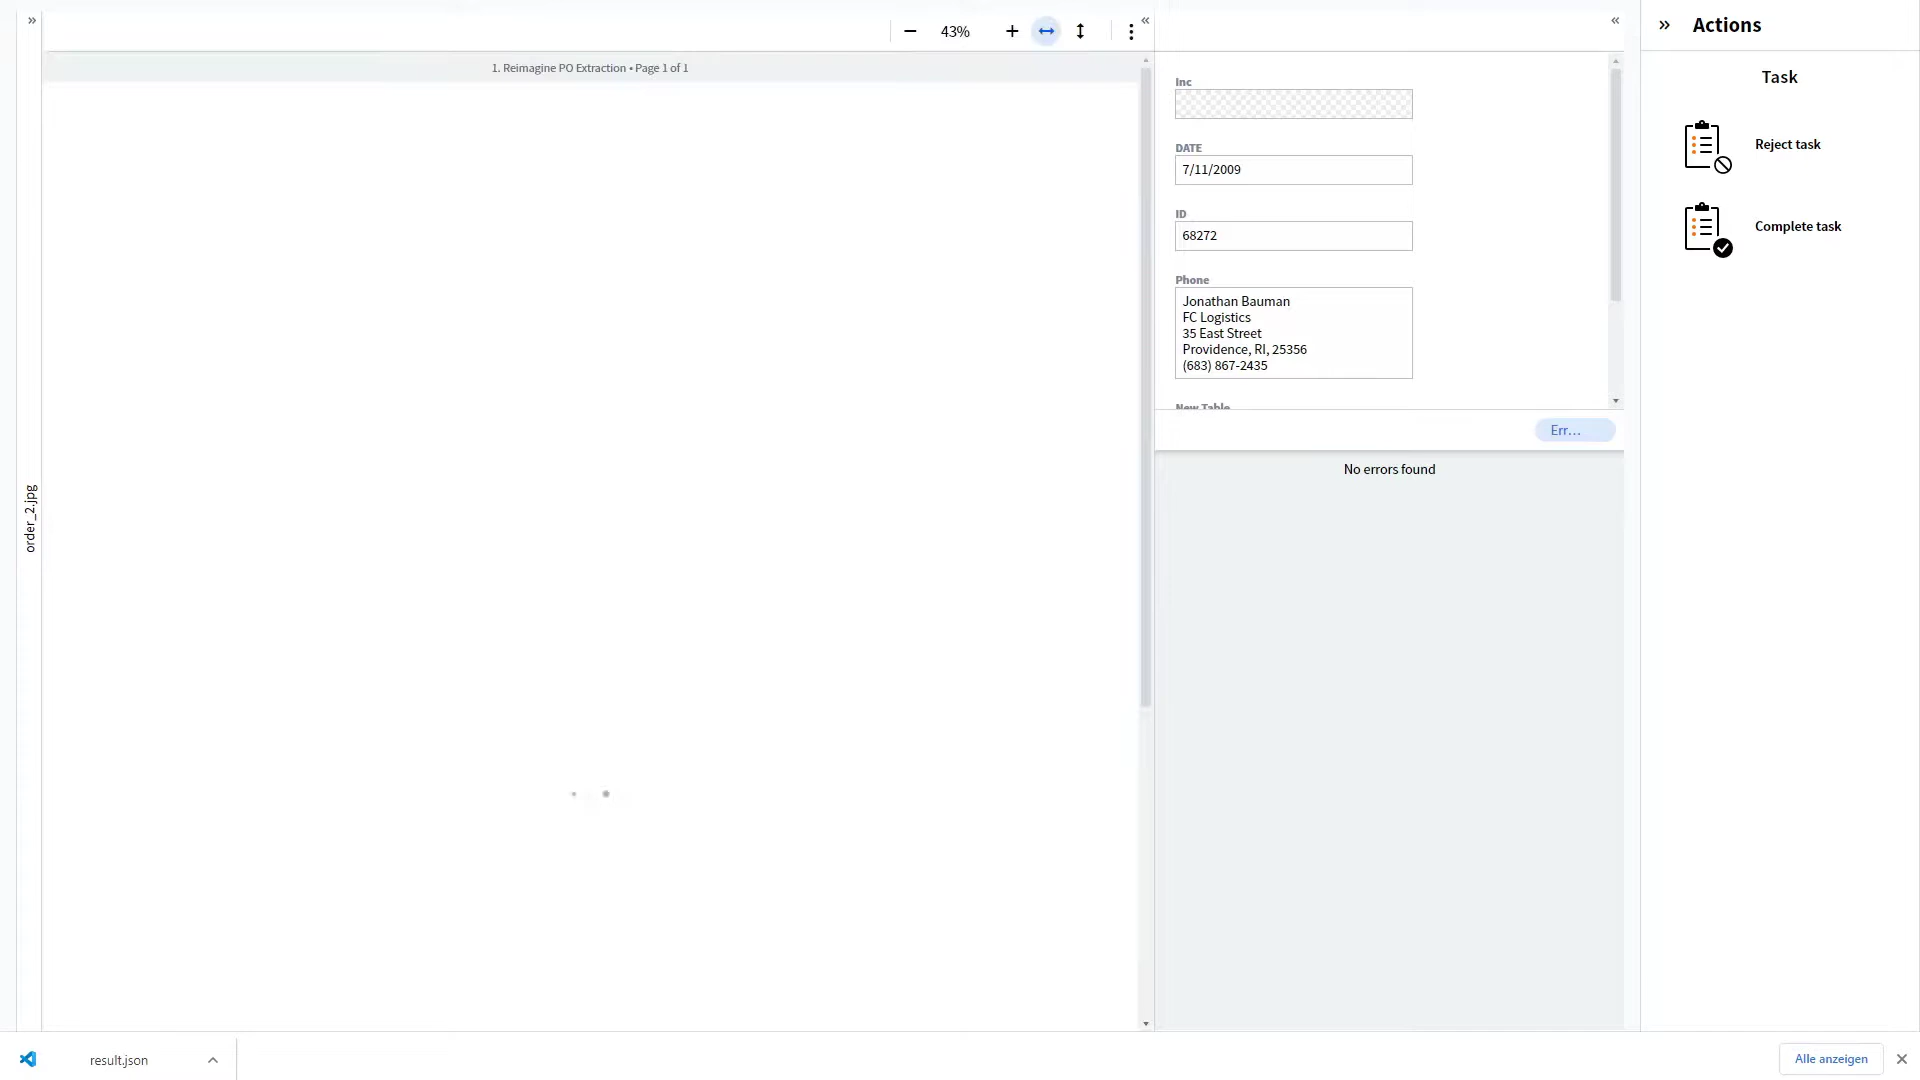 43%
Actions
1. Reimagine PO Extraction • Page 1 of 1
Task
Inc
Reject task
DATE
7/11/2009
ID
68272
Complete task
Phone
Jonathan Bauman
FC Logistics
35 East Street
Providence, RI, 25356
(683) 867-2435
New Table
Err...
No errors found
order_2.jpg
result.json
Alle anzeigen